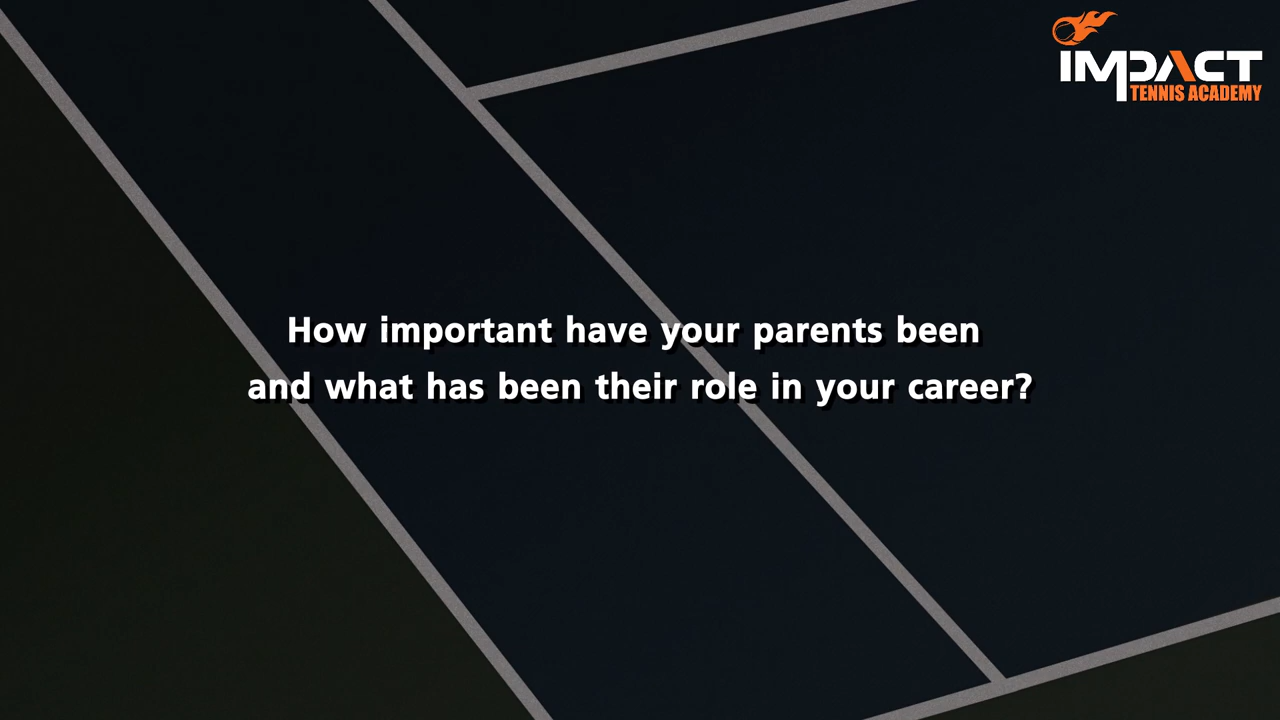 IMPACT
TENNIS ACADEMY
How important have your parents been
and what has been their role in your career?